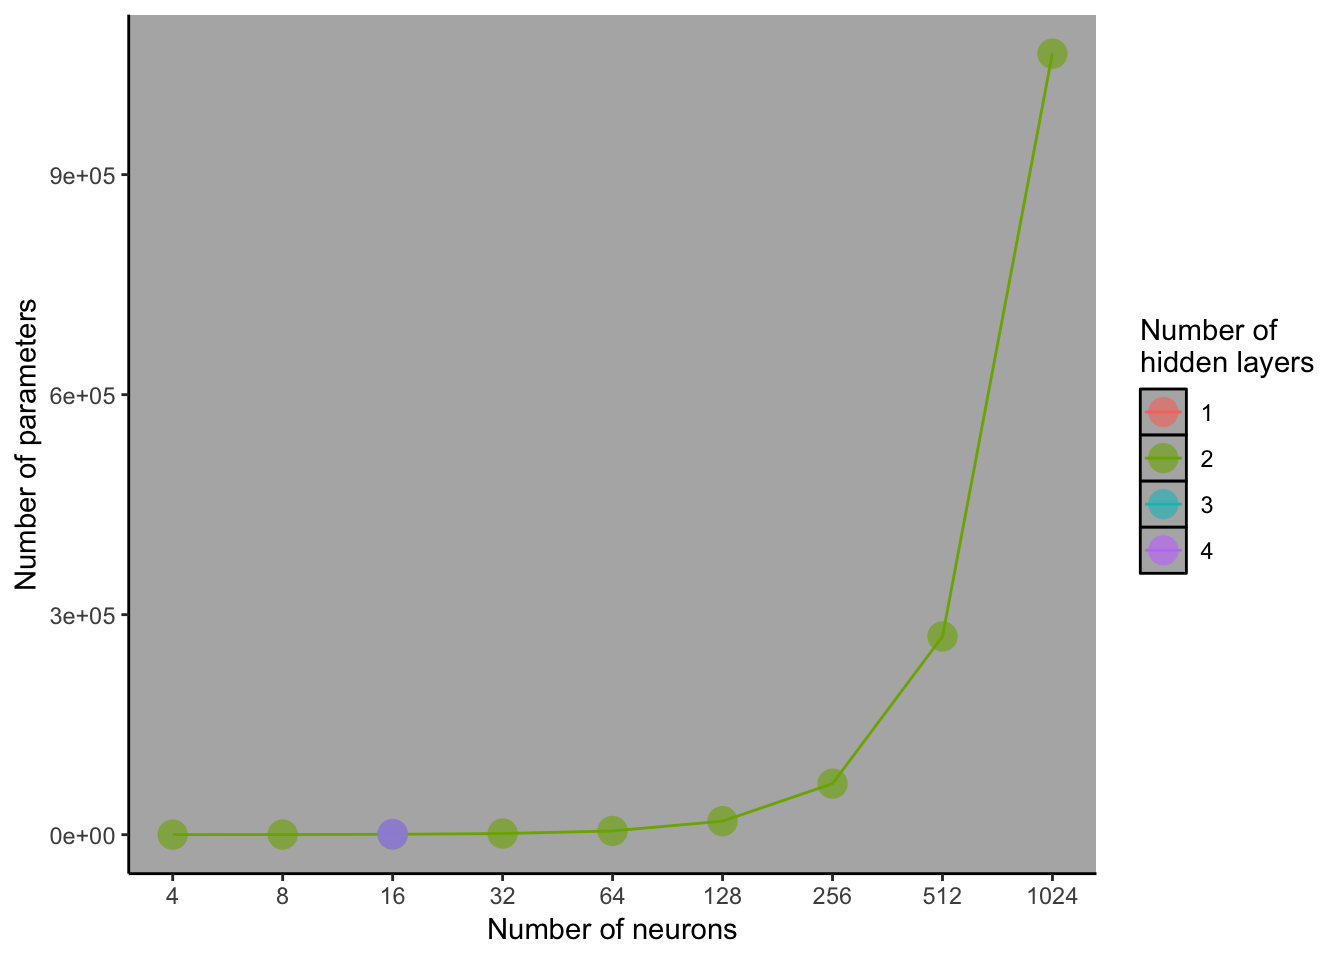 Number of parameters
9e+05
6e+05
3e+05
0e+00
4 8 16 32 64 128 256 512 1024
Number of neurons
Number of
hidden layers
1
2
3
4